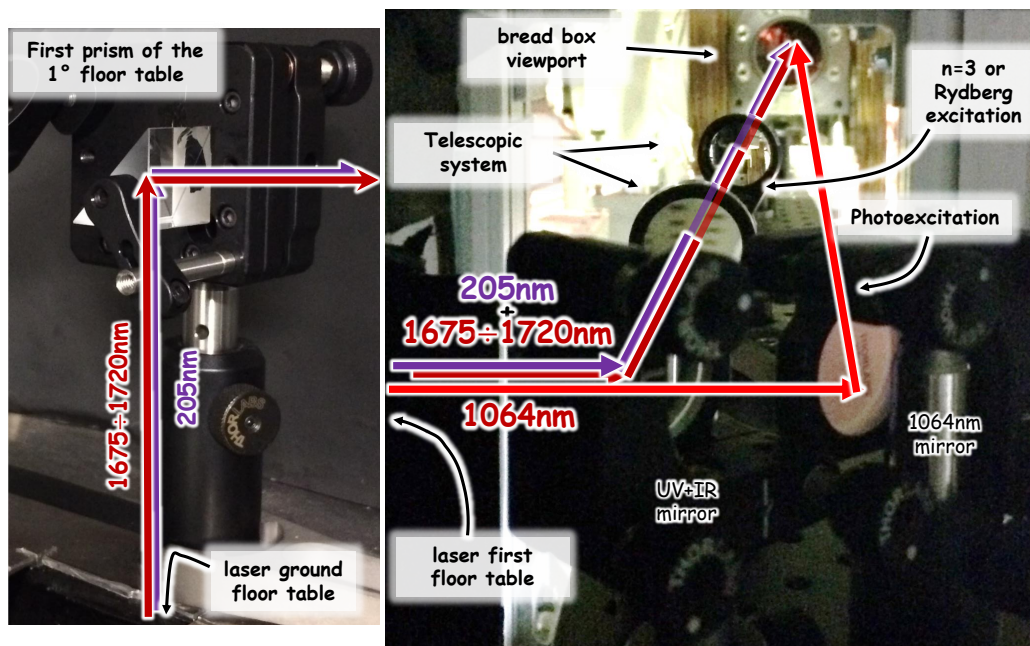 First prism of the
1° floor table
1675÷1720nm
205nm
THORLABS
laser ground
floor table
bread box
viewport
n=3 or
Rydberg
excitation
Telescopic
system
Photoexcitation
205nm
+
1675÷1720nm
1064nm
1064nm
mirror
UV+IR
mirror
laser first
floor table